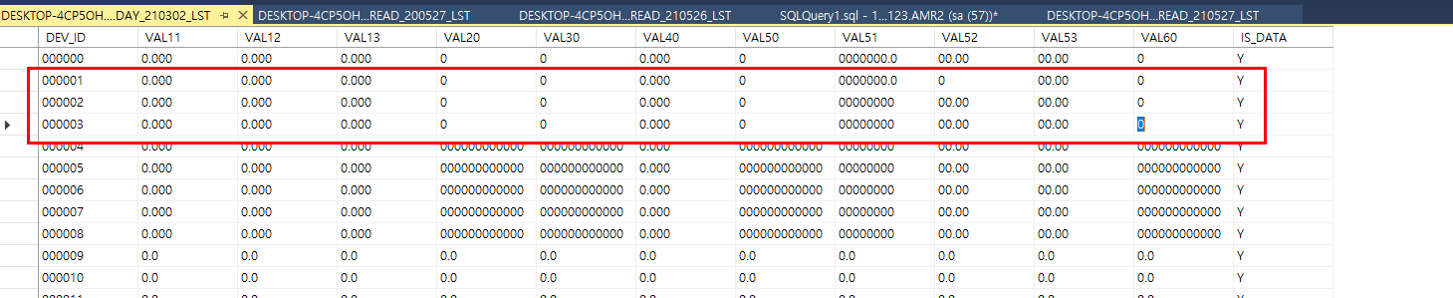 DESKTOP-4CP5OH....DAY_210302_LST DESKTOP-4CP5OH...READ_200527_LST DESKTOP-4CP5OH...READ_210526_LST SQLQuery1.sql - 1...123.AMR2 (sa (57))* DESKTOP-4CP5OH...READ_210527_LST
DEV_ID VAL11 VAL12 VAL13 VAL20 VAL30 VAL40 VAL50 VAL51 VAL52 VAL53 VAL60 IS_DATA
000000 0.000 0.000 0.000 0 0 0.000 0 0000000.0 00.00 00.00 0 Y
000001 0.000 0.000 0.000 0 0 0.000 0 0000000.0 0 00.00 0 Y
000002 0.000 0.000 0.000 0 0 0.000 0 00000000 00.00 00.00 0 Y
000003 0.000 0.000 0.000 0 0 0.000 0 00000000 00.00 00.00 0 Y
000004 0.000 0.000 0.000 000000000000 000000000000 0.000 000000000000 00000000 00.00 00.00 000000000000 Y
000005 0.000 0.000 0.000 000000000000 000000000000 0.000 000000000000 00000000 00.00 00.00 000000000000 Y
000006 0.000 0.000 0.000 000000000000 000000000000 0.000 000000000000 00000000 00.00 00.00 000000000000 Y
000007 0.000 0.000 0.000 000000000000 000000000000 0.000 000000000000 00000000 00.00 00.00 000000000000 Y
000008 0.000 0.000 0.000 000000000000 000000000000 0.000 000000000000 00000000 00.00 00.00 000000000000 Y
000009 0.0 0.0 0.0 0.0 0.0 0.0 0.0 0.0 0.0 0.0 0.0 Y
000010 0.0 0.0 0.0 0.0 0.0 0.0 0.0 0.0 0.0 0.0 0.0 Y